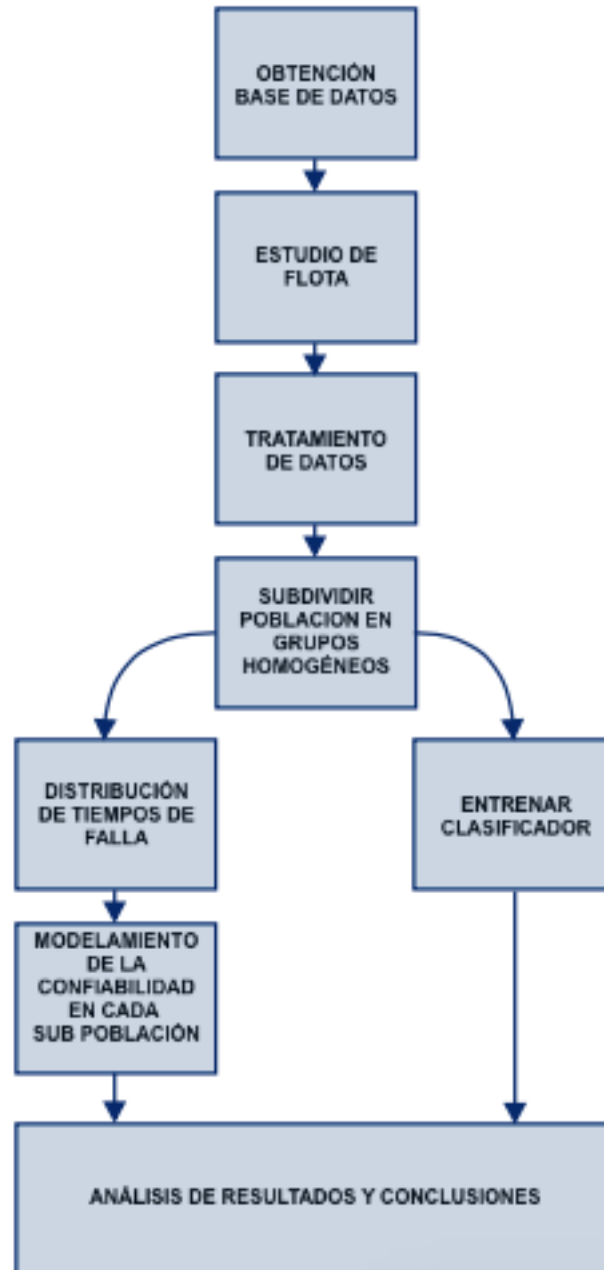 OBTENCIÓN
BASE DE DATOS
ESTUDIO DE
FLOTA
TRATAMIENTO
DE DATOS
SUBDIVIDIR
POBLACION EN
GRUPOS
HOMOGÉNEOS
DISTRIBUCIÓN
DE TIEMPOS DE
FALLA
ENTRENAR
CLASIFICADOR
MODELAMIENTO
DE LA
CONFIABILIDAD
EN CADA
SUB POBLACIÓN
ANÁLISIS DE RESULTADOS Y CONCLUSIONES